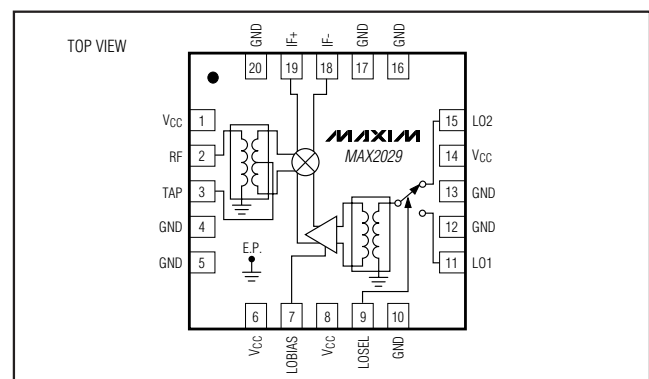 TOP VIEW
GND
IF+
IF-
GND
GND
20
19
18
17
16
VCC
1
RF
2
TAP
3
GND
4
GND
5
MAXIM
MAX2029
E.P.
15
LO2
14
VCC
13
GND
12
GND
11
LO1
6
7
8
9
10
VCC
LOBIAS
VCC
LOSEL
GND